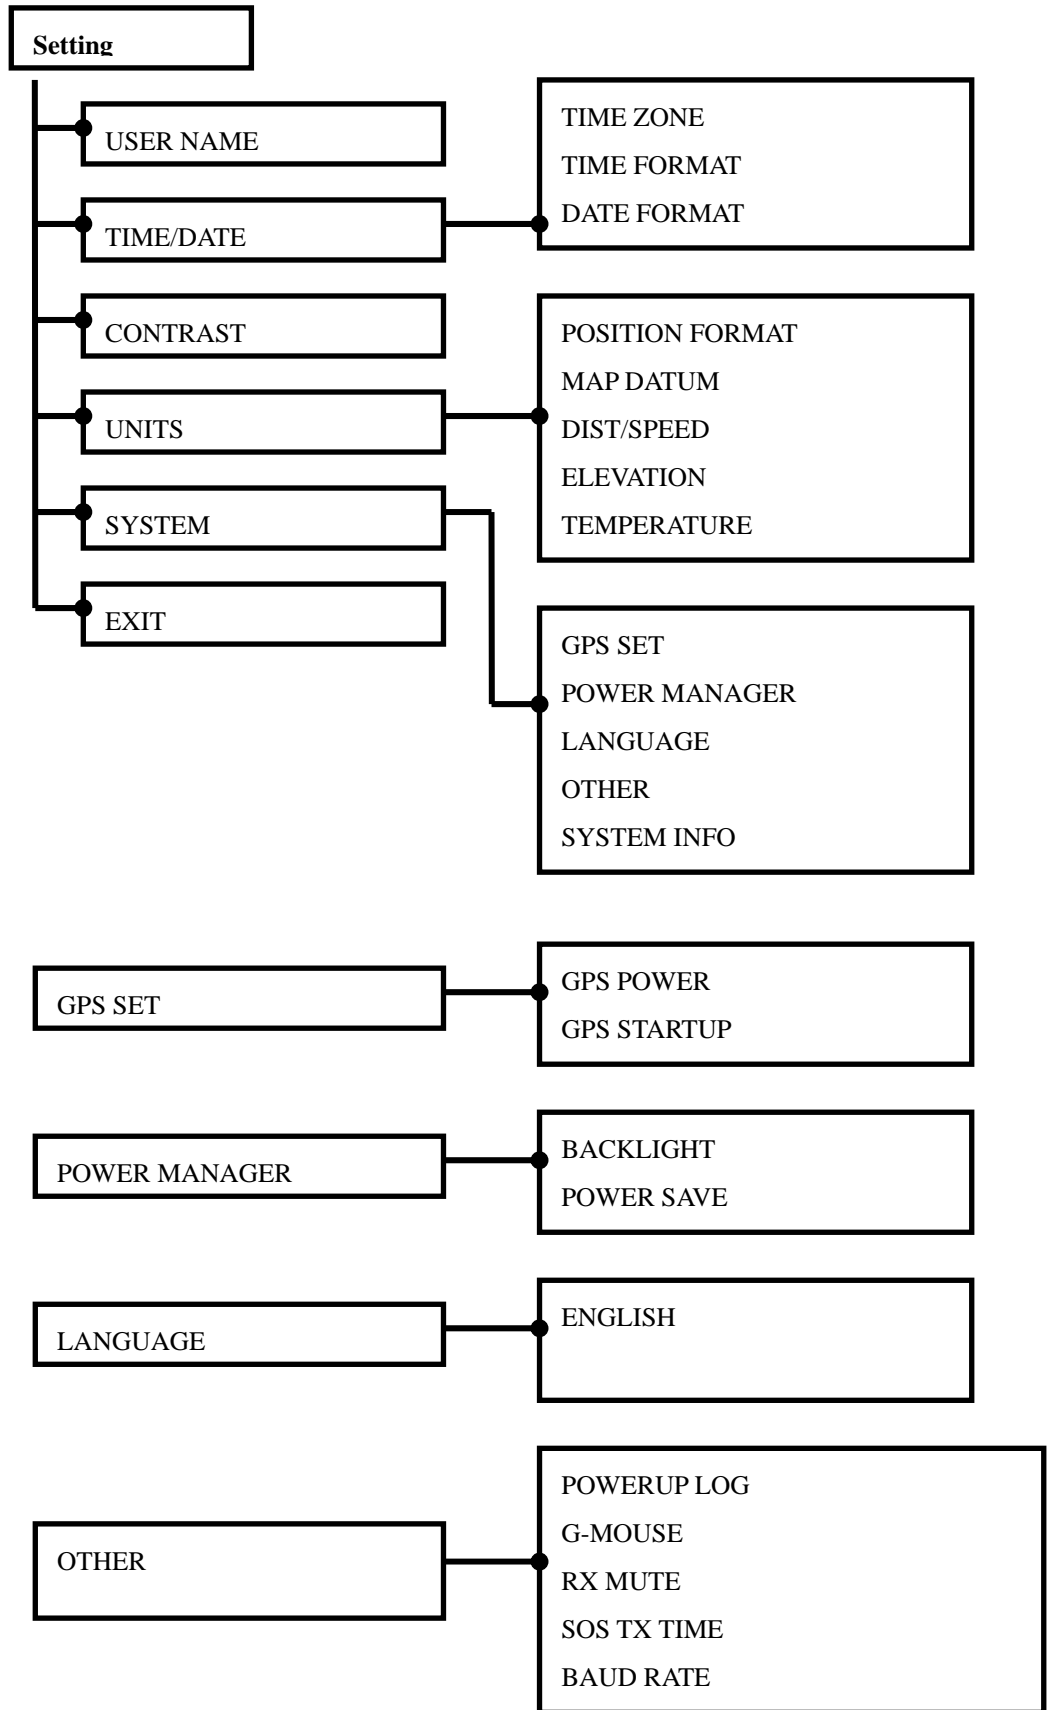 Setting
USER NAME
TIME/DATE
CONTRAST
UNITS
SYSTEM
EXIT
TIME ZONE
TIME FORMAT
DATE FORMAT
POSITION FORMAT
MAP DATUM
DIST/SPEED
ELEVATION
TEMPERATURE
GPS SET
POWER MANAGER
LANGUAGE
OTHER
SYSTEM INFO
GPS SET
GPS POWER
GPS STARTUP
POWER MANAGER
BACKLIGHT
POWER SAVE
LANGUAGE
ENGLISH
OTHER
POWERUP LOG
G-MOUSE
RX MUTE
SOS TX TIME
BAUD RATE